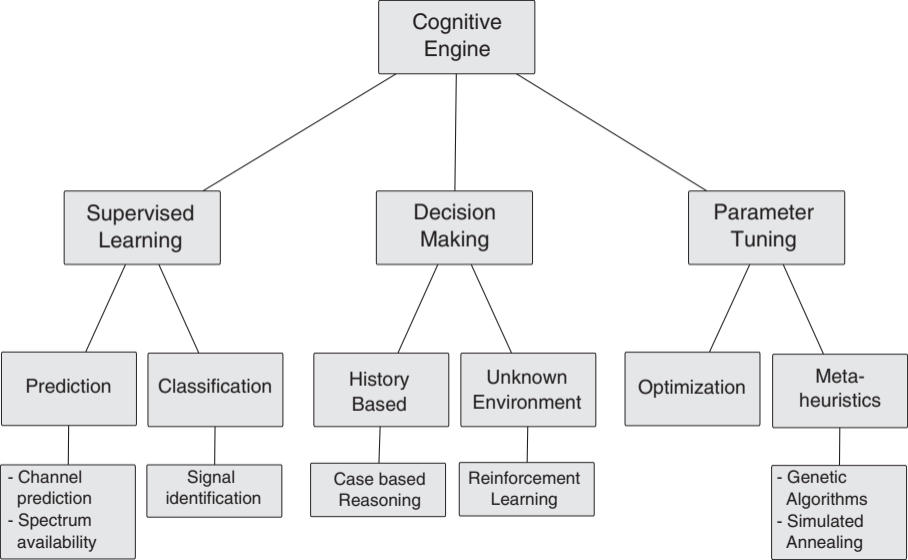 Cognitive
Engine
Supervised
Learning
Decision
Making
Parameter
Tuning
Prediction
Classification
History
Based
Unknown
Environment
Optimization
Meta-
heuristics
- Channel
prediction
- Spectrum
availability
Signal
identification
Case based
Reasoning
Reinforcement
Learning
- Genetic
Algorithms
- Simulated
Annealing